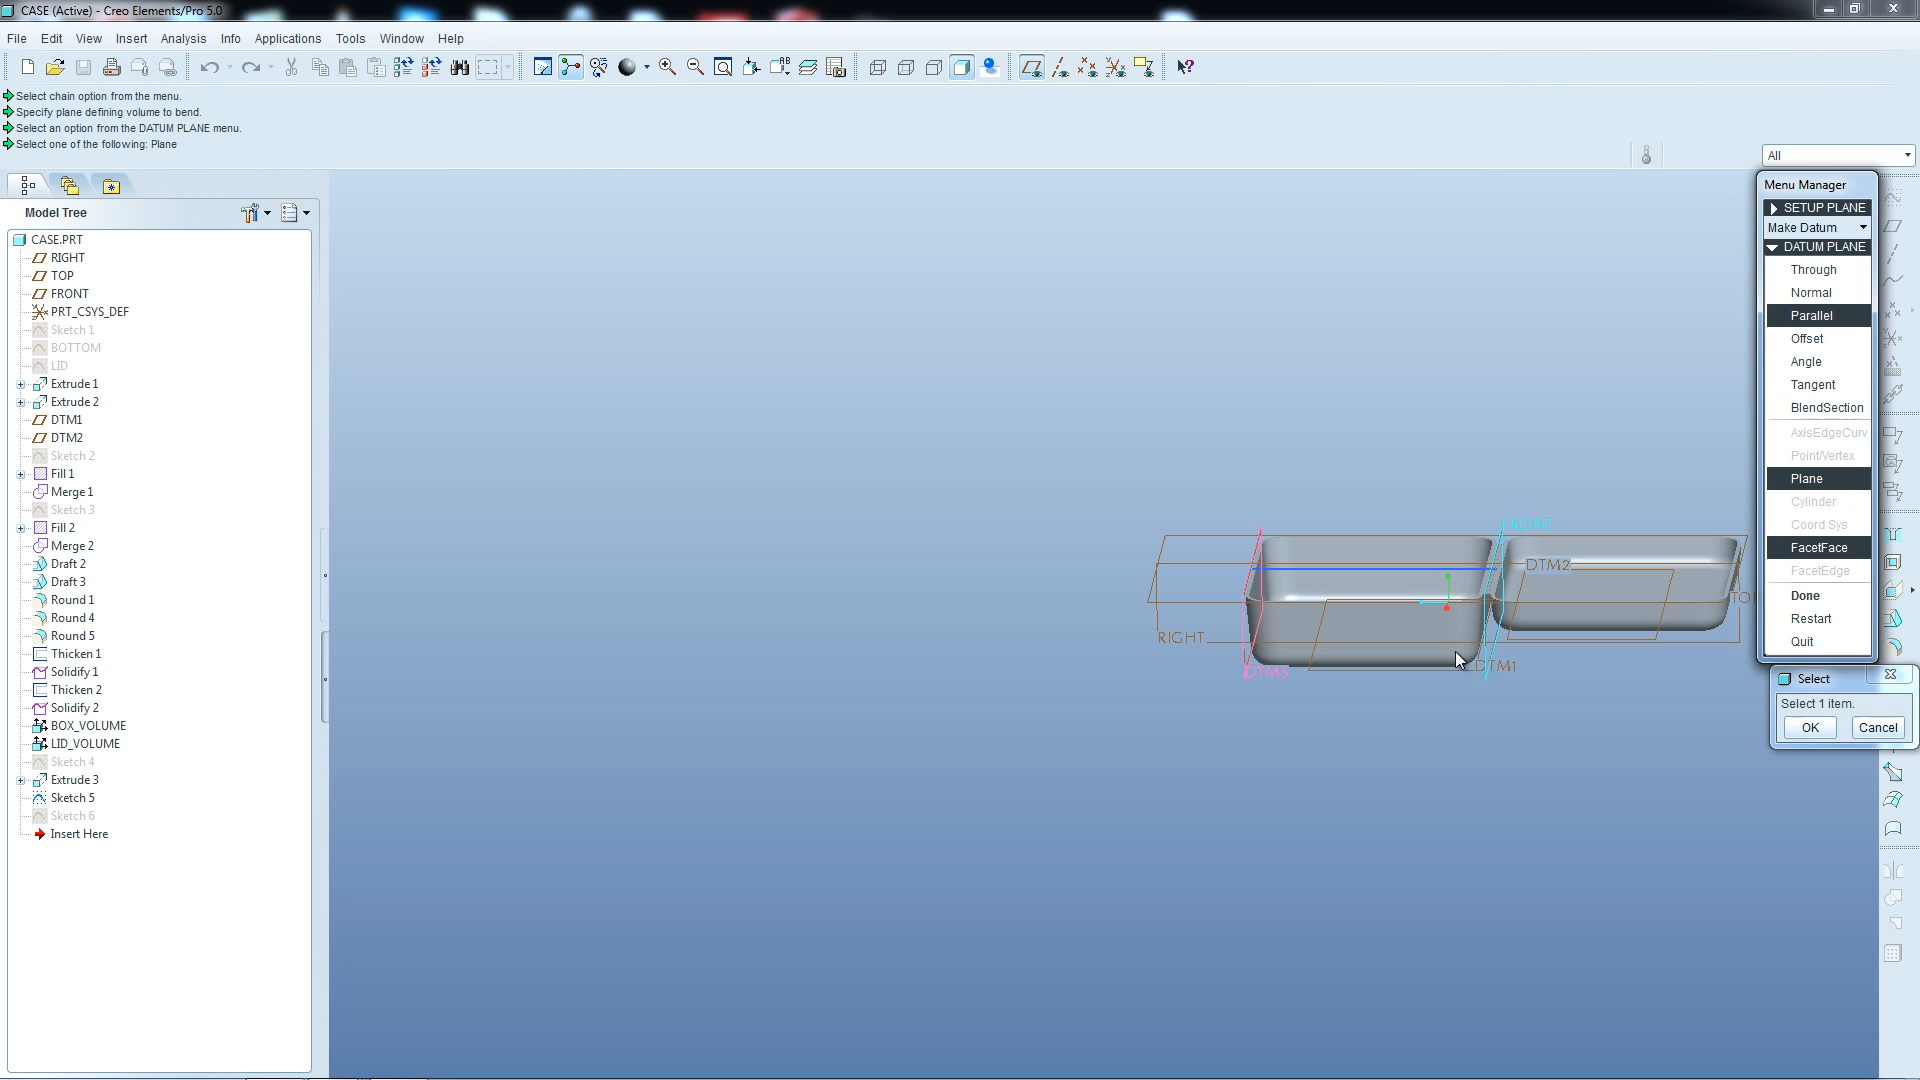 CASE (Active) - Creo Elements/Pro 5.0
File Edit View Insert Analysis Info Applications Tools Window Help
Select chain option from the menu.
Specify plane defining volume to bend.
Select an option from the DATUM PLANE menu.
Select one of the following: Plane
All
Model Tree
CASE.PRT
RIGHT
TOP
FRONT
PRT_CSYS_DEF
Sketch 1
BOTTOM
LID
Extrude 1
Extrude 2
DTM1
DTM2
Sketch 2
Fill 1
Merge 1
Sketch 3
Fill 2
Merge 2
Draft 2
Draft 3
Round 1
Round 4
Round 5
Thicken 1
Solidify 1
Thicken 2
Solidify 2
BOX_VOLUME
LID_VOLUME
Sketch 4
Extrude 3
Sketch 5
Sketch 6
Insert Here
FRONT
DTM2
TO
RIGHT
DTM1
Menu Manager
SETUP PLANE
Make Datum
DATUM PLANE
Through
Normal
Parallel
Offset
Angle
Tangent
BlendSection
AxisEdgeCurv
Point/Vertex
Plane
Cylinder
Coord Sys
FacetFace
FacetEdge
Done
Restart
Quit
Select
Select 1 item.
OK Cancel